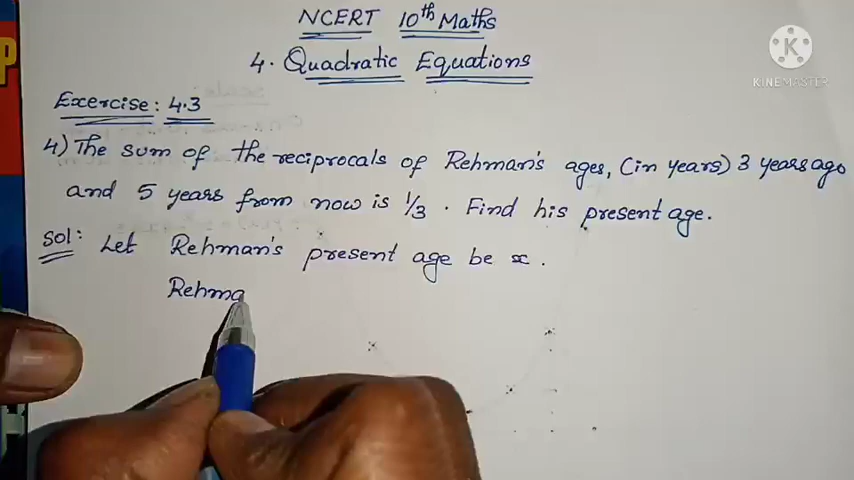 NCERT 10th Maths
4. Quadratic Equations
Excercise: 4.3
4) The sum of the reciprocals of Rehman's ages, (in years) 3 years ago
and 5 years from now is 1/3. Find his present age.
Sol: Let Rehman's present age be x.
Rehma
K
KINEMASTER
P